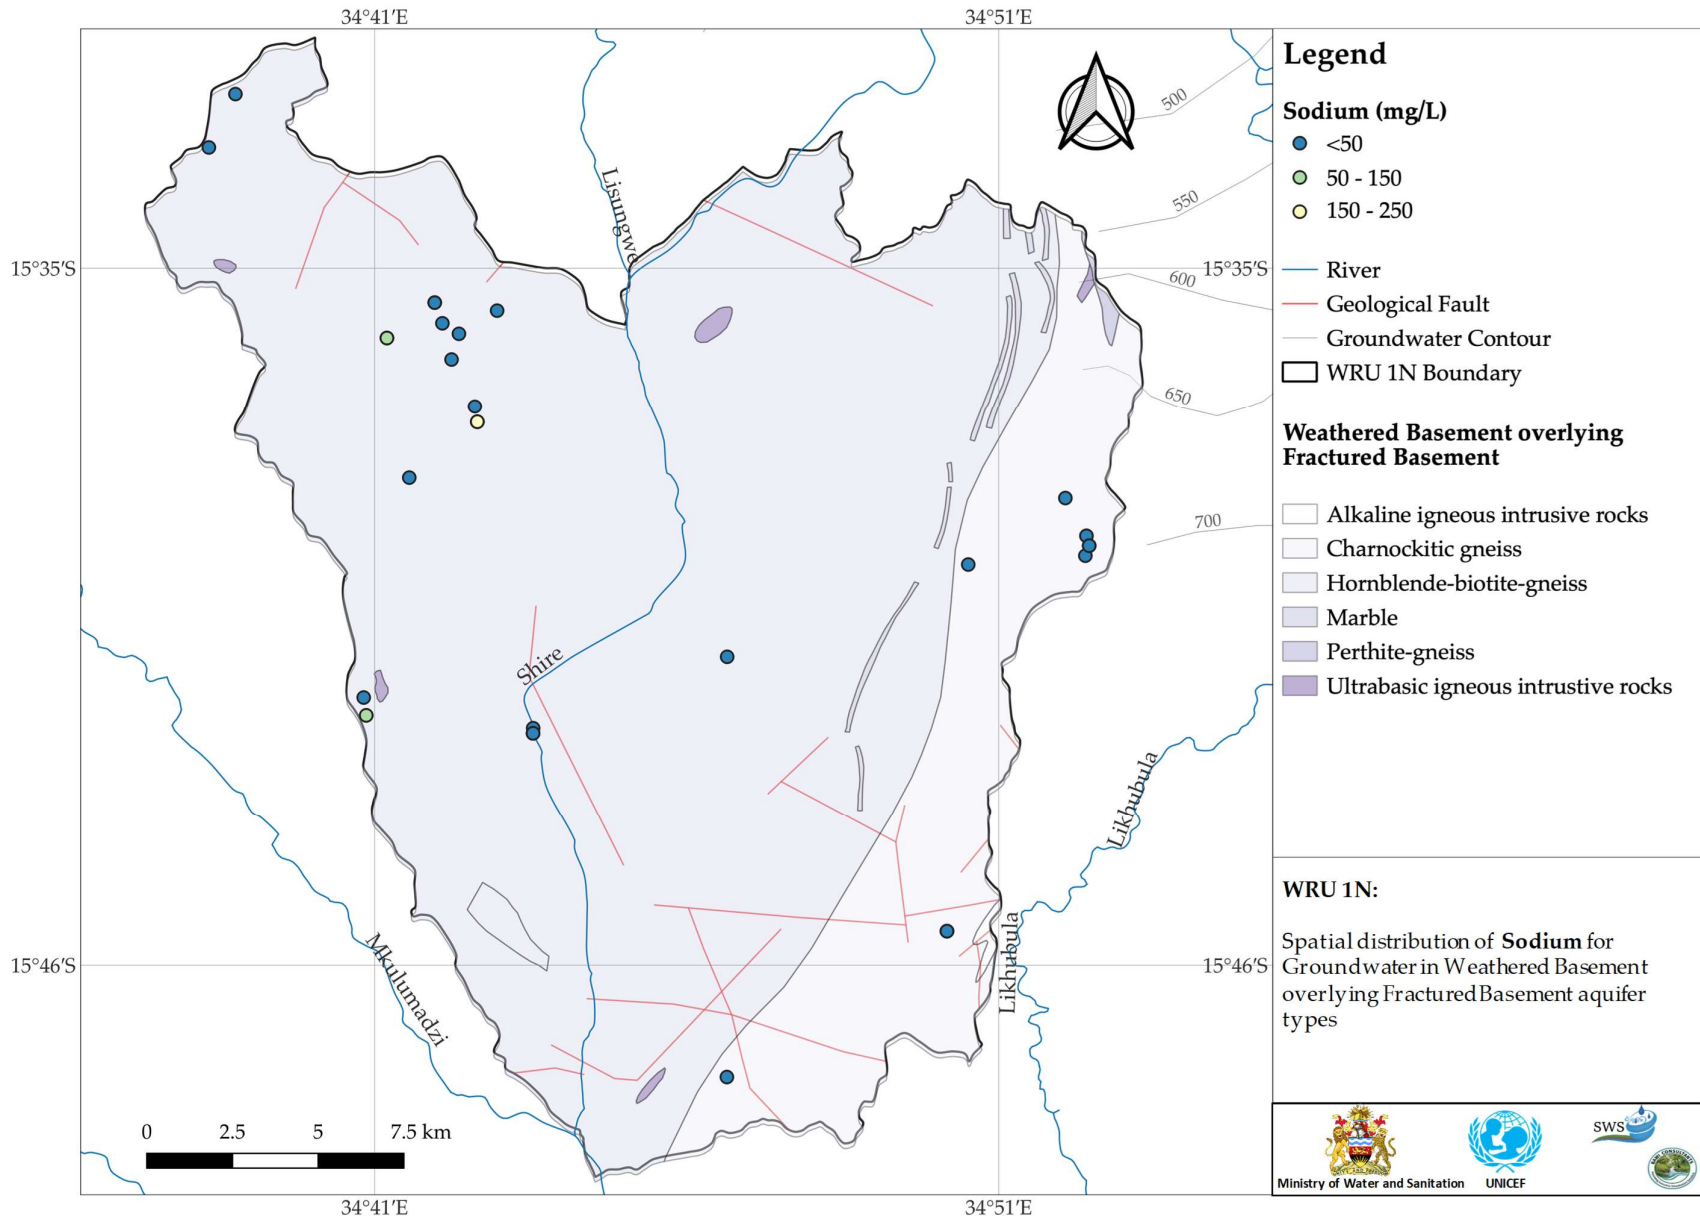 34°41′E
34°51′E
Legend
Sodium (mg/L)
<50
50 - 150
150 - 250
River
Geological Fault
Groundwater Contour
WRU 1N Boundary
Weathered Basement overlying
Fractured Basement
Alkaline igneous intrusive rocks
Charnockitic gneiss
Hornblende-biotite-gneiss
Marble
Perthite-gneiss
Ultrabasic igneous intrustive rocks
500
550
15°35′S
15°35′S
600
650
700
Lisungwe
Shire
Likhubula
Likhubula
Mkulumadzi
15°46′S
15°46′S
WRU 1N:
Spatial distribution of Sodium for
Groundwater in Weathered Basement
overlying Fractured Basement aquifer
types
0 2.5 5 7.5 km
Ministry of Water and Sanitation
UNICEF
SWS
34°41′E
34°51′E